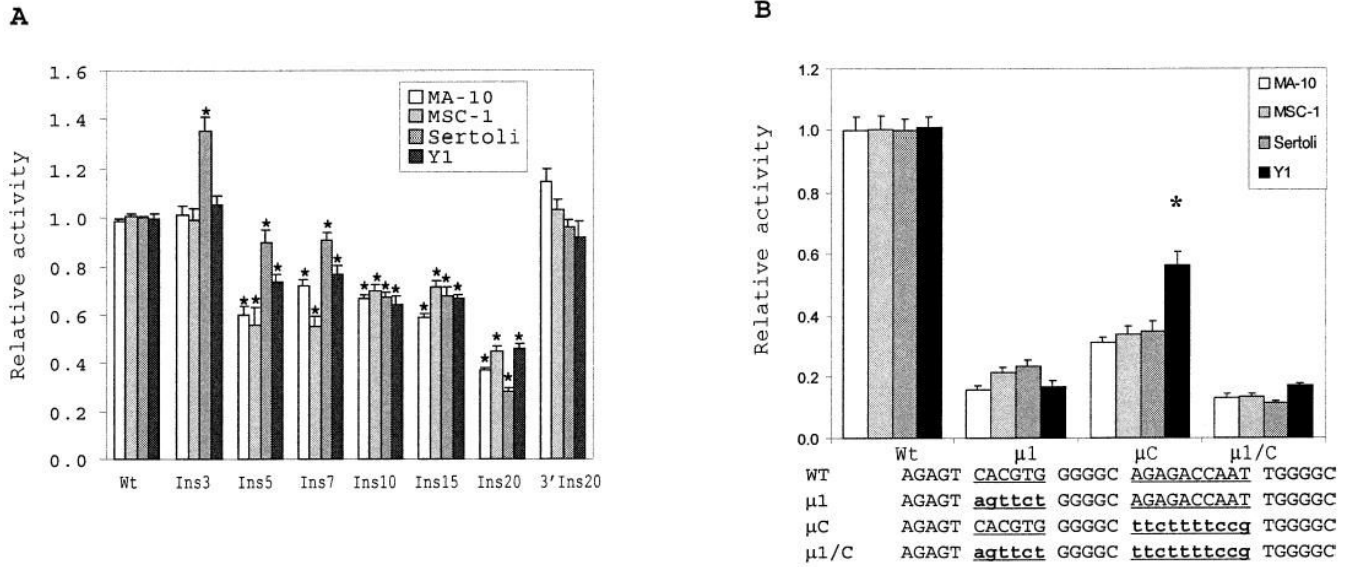 A
Relative activity
1.6
1.4
1.2
1.0
0.8
0.6
0.4
0.2
0.0
MA-10
MSC-1
Sertoli
Y1
* * * * * * * * * * * * * * * * * * * * *
Wt Ins3 Ins5 Ins7 Ins10 Ins15 Ins20 3'Ins20
B
Relative activity
1.2
1.0
0.8
0.6
0.4
0.2
0.0
MA-10
MSC-1
Sertoli
Y1
*
Wt μ1 μC μ1/C
WT AGAGT CACGTG GGGGC AGAGACCAAT TGGGGC
μ1 AGAGT agttct GGGGC AGAGACCAAT TGGGGC
μC AGAGT CACGTG GGGGC ttcttttccg TGGGGC
μ1/C AGAGT agttct GGGGC ttcttttccg TGGGGC